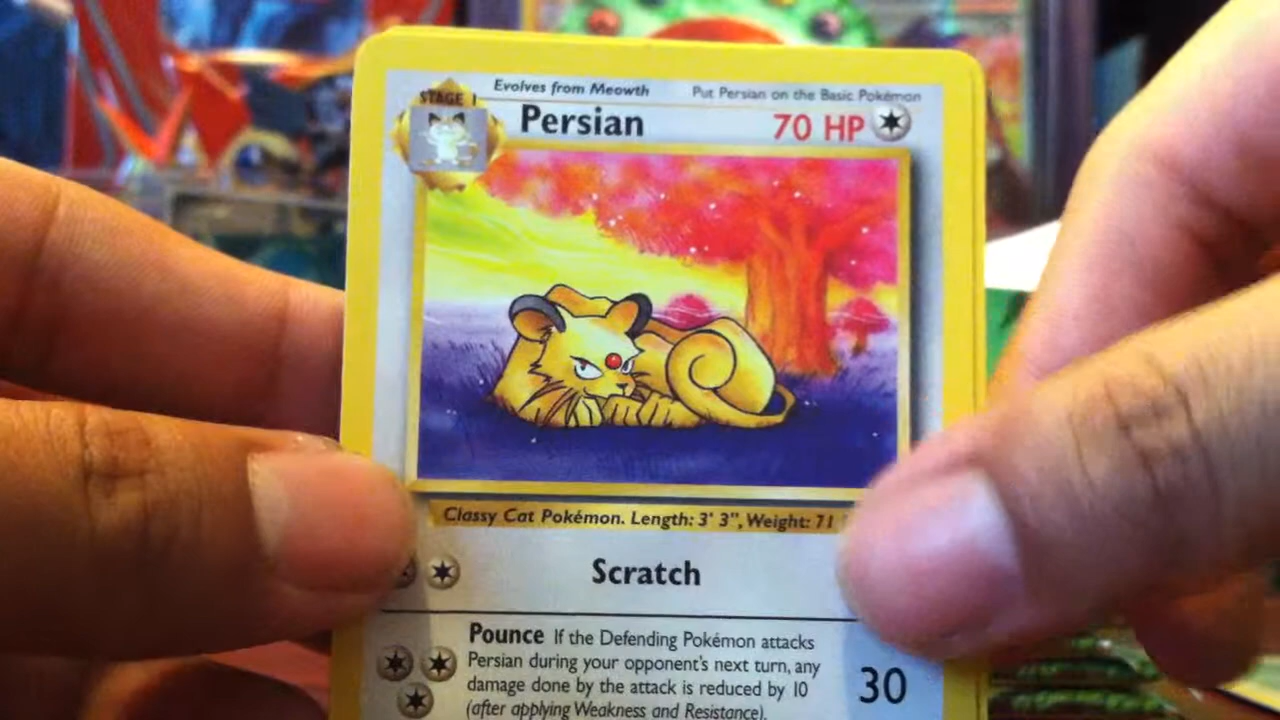 Evolves from Meowth Put Persian on the Basic Pokémon
STAGE 1
Persian 70 HP
Classy Cat Pokémon. Length: 3' 3", Weight: 71
Scratch
Pounce If the Defending Pokémon attacks
Persian during your opponent's next turn, any
damage done by the attack is reduced by 10
(after applying Weakness and Resistance).
30